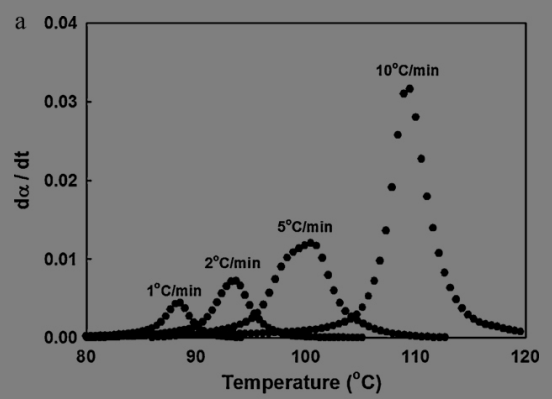 a
0.04
0.03
0.02
0.01
0.00
dα / dt
10°C/min
5°C/min
2°C/min
1°C/min
80 90 100 110 120
Temperature (°C)